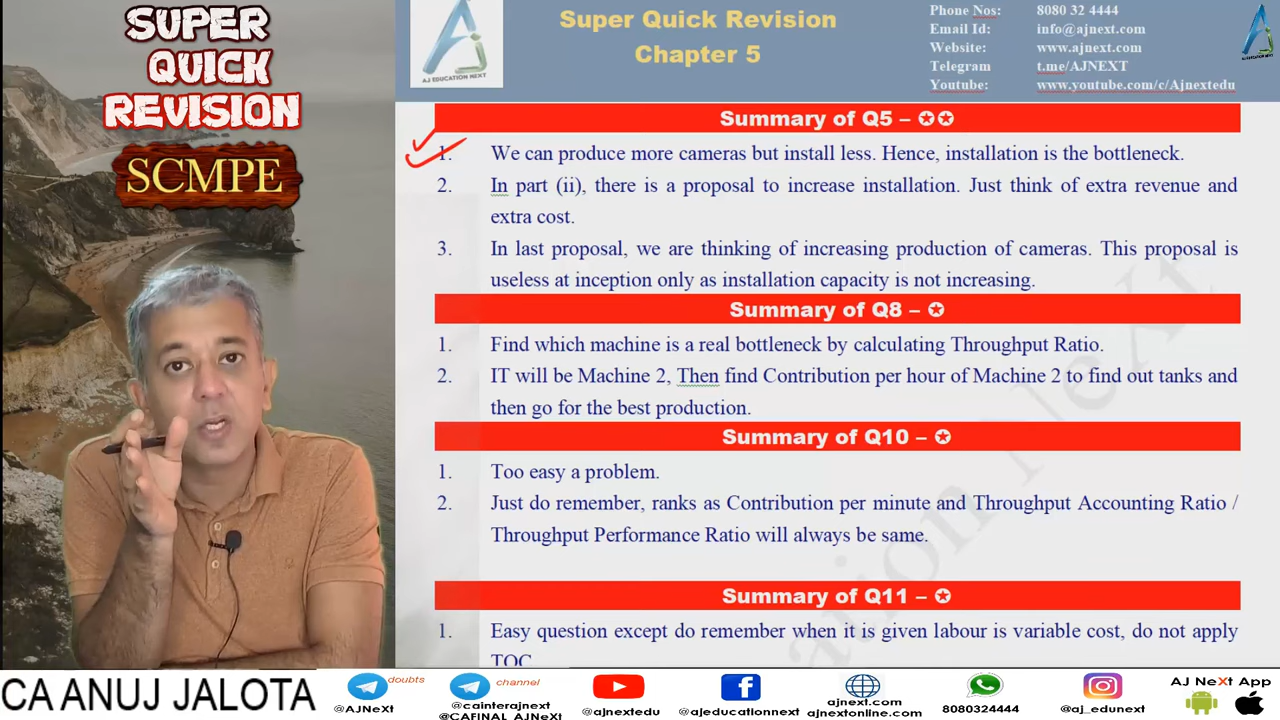 SUPER
QUICK
REVISION
SCMPE
AJ EDUCATION NEXT
Super Quick Revision
Chapter 5
Phone Nos: 8080 32 4444
Email Id: info@ajnext.com
Website: www.ajnext.com
Telegram t.me/AJNEXT
Youtube: www.youtube.com/c/Ajnextedu
Summary of Q5 – ✪✪
1. We can produce more cameras but install less. Hence, installation is the bottleneck.
2. In part (ii), there is a proposal to increase installation. Just think of extra revenue and
extra cost.
3. In last proposal, we are thinking of increasing production of cameras. This proposal is
useless at inception only as installation capacity is not increasing.
Summary of Q8 – ✪
1. Find which machine is a real bottleneck by calculating Throughput Ratio.
2. IT will be Machine 2, Then find Contribution per hour of Machine 2 to find out tanks and
then go for the best production.
Summary of Q10 – ✪
1. Too easy a problem.
2. Just do remember, ranks as Contribution per minute and Throughput Accounting Ratio /
Throughput Performance Ratio will always be same.
Summary of Q11 – ✪
1. Easy question except do remember when it is given labour is variable cost, do not apply
TOC
ation Next
CA ANUJ JALOTA
doubts
@AJNeXt
channel
@cainterajnext
@CAFINAL_AJNeXt
@ajnextedu
@ajeducationnext
ajnext.com
ajnextonline.com
8080324444
@aj_edunext
AJ NeXt App